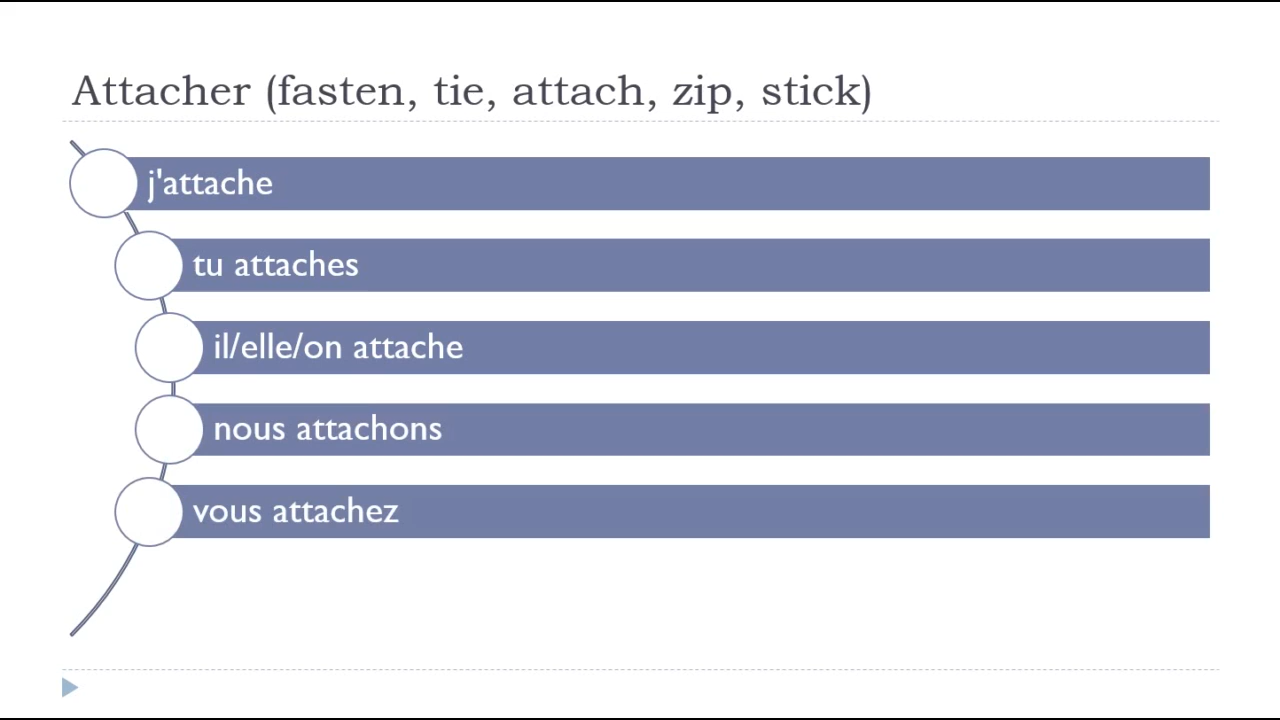 Attacher (fasten, tie, attach, zip, stick)
j'attache
tu attaches
il/elle/on attache
nous attachons
vous attachez